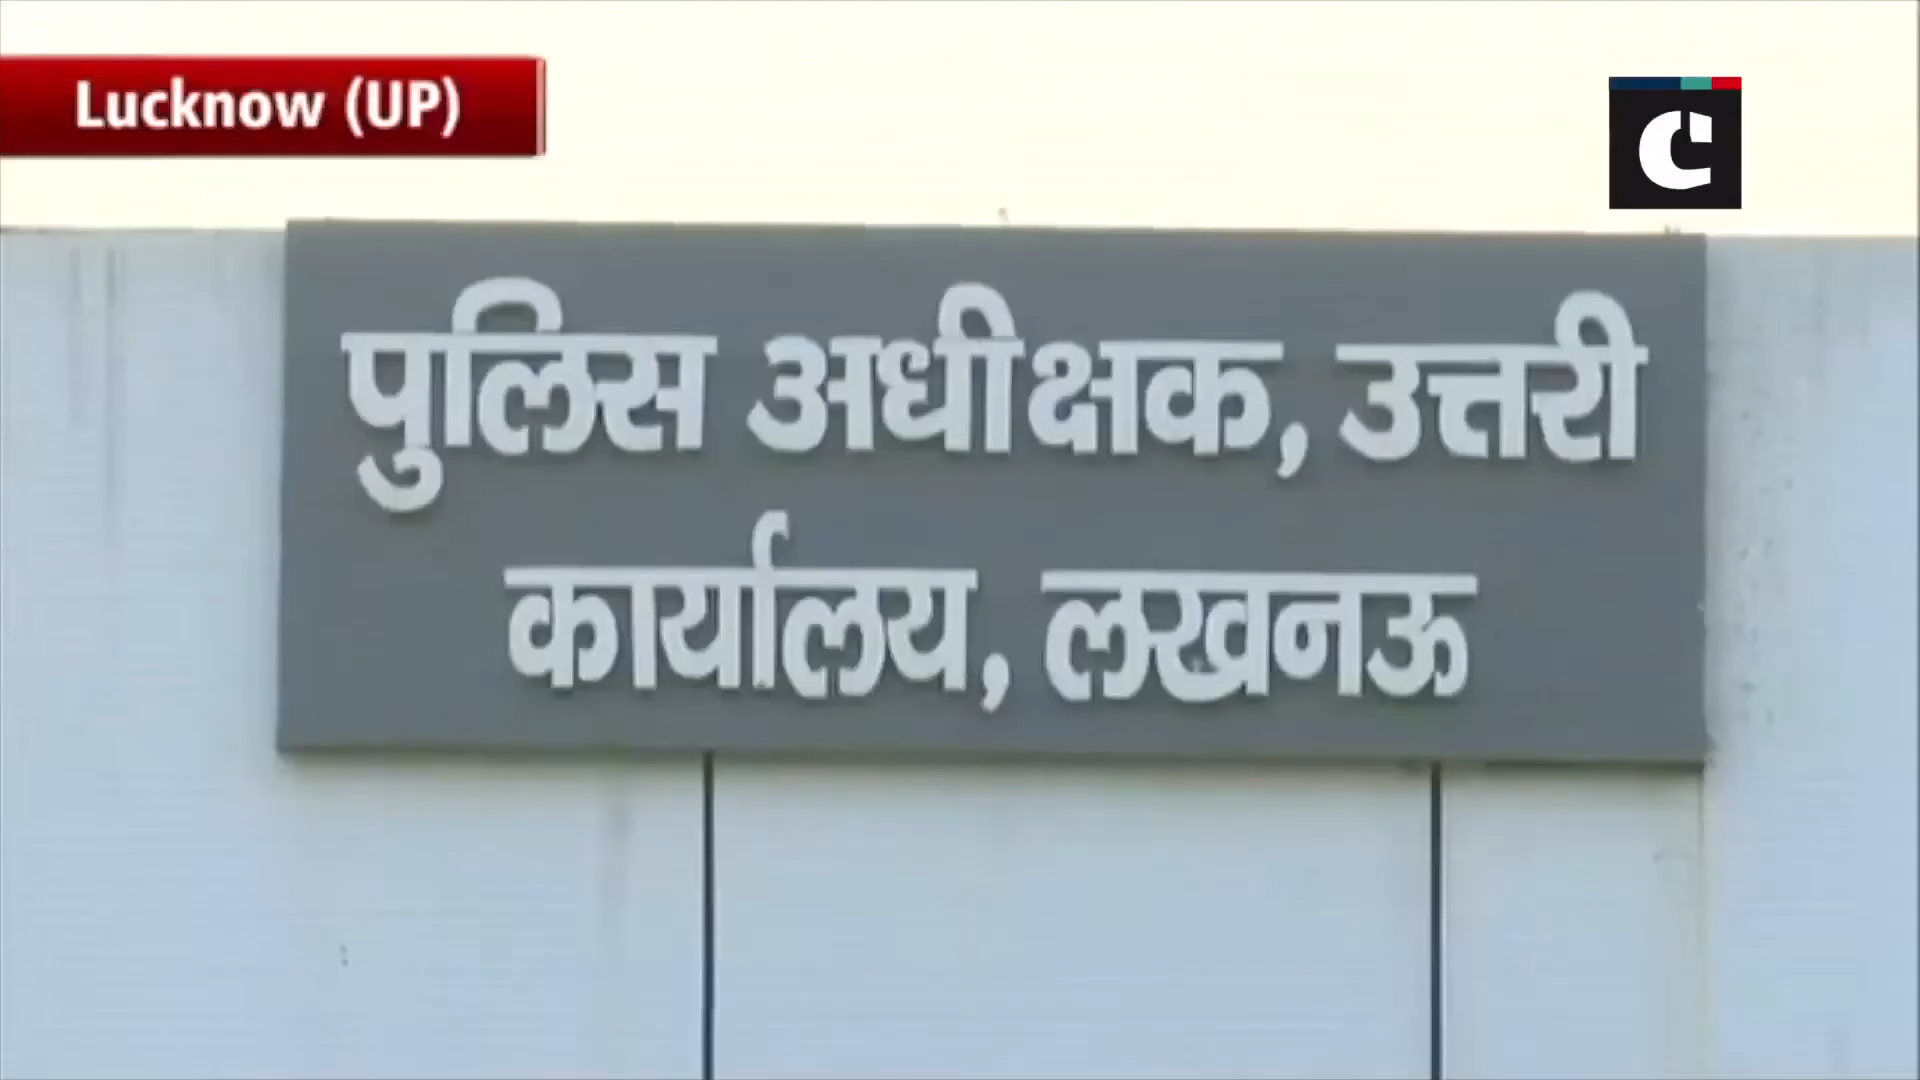 Lucknow (UP)
C
पुलिस अधीक्षक, उत्तरी
कार्यालय, लखनऊ